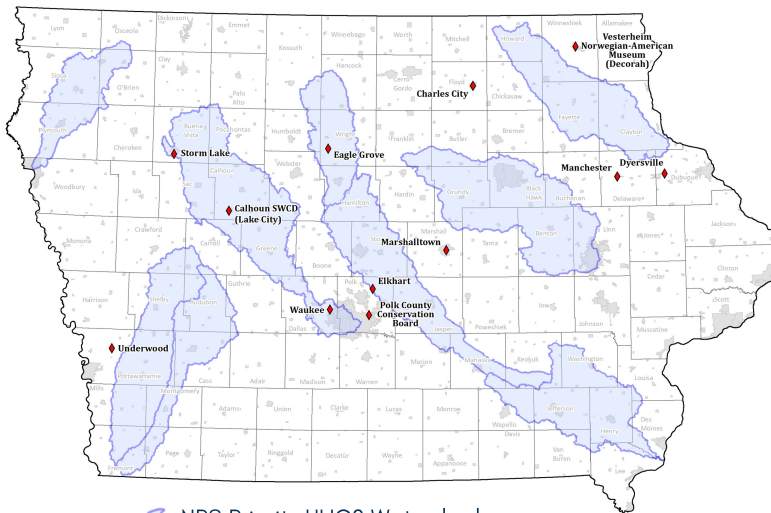 Lyon
Osceola
Dickinson
Emmet
Winnebago
Worth
Mitchell
Howard
Winneshiek
Allamakee
Vesterheim
Norwegian-American
Museum
(Decorah)
Sioux
O'Brien
Clay
Palo
Alto
Kossuth
Hancock
Cerro
Gordo
Floyd
Charles City
Chickasaw
Fayette
Clayton
Plymouth
Cherokee
Buena
Vista
Pocahontas
Humboldt
Wright
Franklin
Butler
Bremer
Storm Lake
Eagle Grove
Manchester
Dyersville
Woodbury
Ida
Sac
Calhoun
Webster
Hamilton
Hardin
Grundy
Black
Hawk
Buchanan
Delaware
Dubuque
Calhoun SWCD
(Lake City)
Monona
Crawford
Carroll
Greene
Boone
Marshall
Marshalltown
Tama
Benton
Linn
Jones
Jackson
Harrison
Shelby
Audubon
Guthrie
Dallas
Polk
Elkhart
Waukee
Polk County
Conservation
Board
Jasper
Poweshiek
Iowa
Johnson
Cedar
Clinton
Scott
Muscatine
Underwood
Pottawattamie
Cass
Adair
Madison
Warren
Marion
Mahaska
Keokuk
Washington
Louisa
Mills
Montgomery
Adams
Union
Clarke
Lucas
Monroe
Wapello
Jefferson
Henry
Des
Moines
Fremont
Page
Taylor
Ringgold
Decatur
Wayne
Appanoose
Davis
Van
Buren
Lee